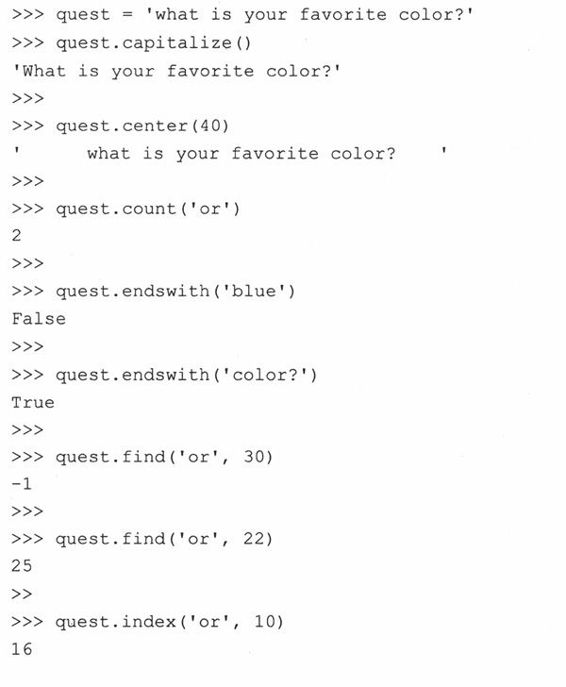 >>> quest = 'what is your favorite color?'
>>> quest.capitalize()
'What is your favorite color?'
>>>
>>> quest.center(40)
'      what is your favorite color?    '
>>>
>>> quest.count('or')
2
>>>
>>> quest.endswith('blue')
False
>>>
>>> quest.endswith('color?')
True
>>>
>>> quest.find('or', 30)
-1
>>>
>>> quest.find('or', 22)
25
>>
>>> quest.index('or', 10)
16